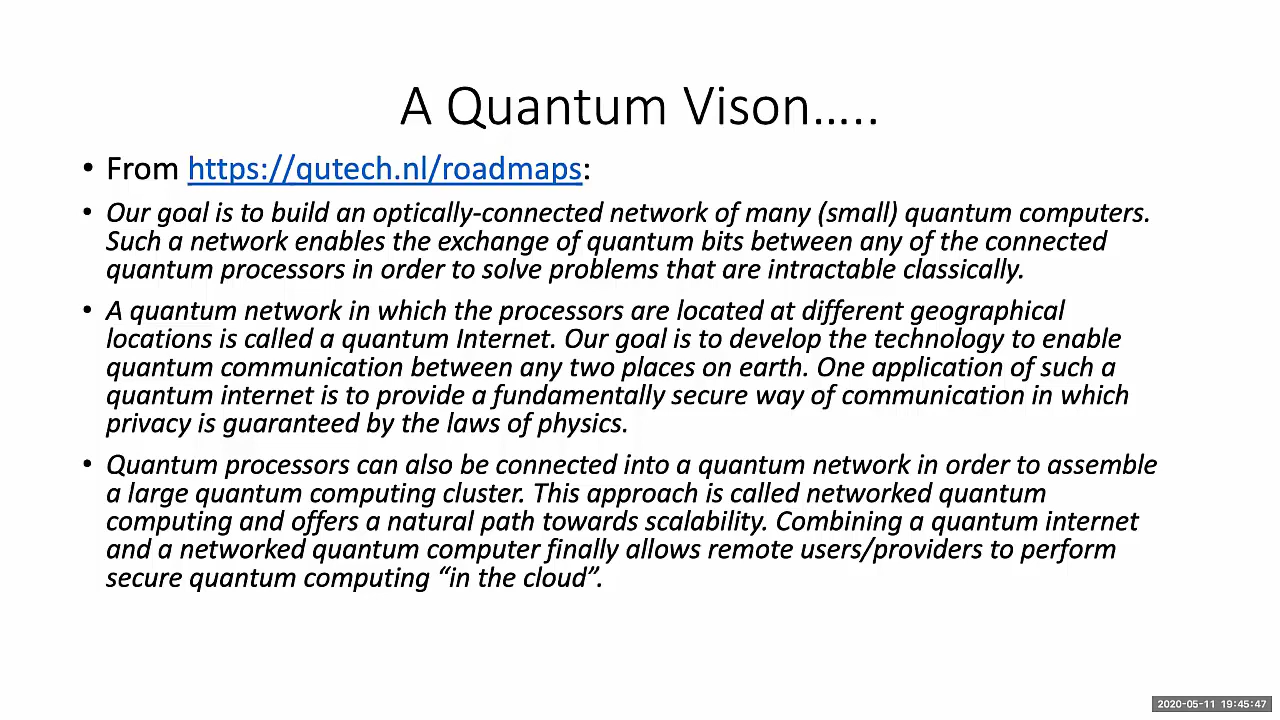 A Quantum Vison.....
• From https://qutech.nl/roadmaps:
• Our goal is to build an optically-connected network of many (small) quantum computers.
Such a network enables the exchange of quantum bits between any of the connected
quantum processors in order to solve problems that are intractable classically.
• A quantum network in which the processors are located at different geographical
locations is called a quantum Internet. Our goal is to develop the technology to enable
quantum communication between any two places on earth. One application of such a
quantum internet is to provide a fundamentally secure way of communication in which
privacy is guaranteed by the laws of physics.
• Quantum processors can also be connected into a quantum network in order to assemble
a large quantum computing cluster. This approach is called networked quantum
computing and offers a natural path towards scalability. Combining a quantum internet
and a networked quantum computer finally allows remote users/providers to perform
secure quantum computing “in the cloud”.
2020-05-11 19:45:47